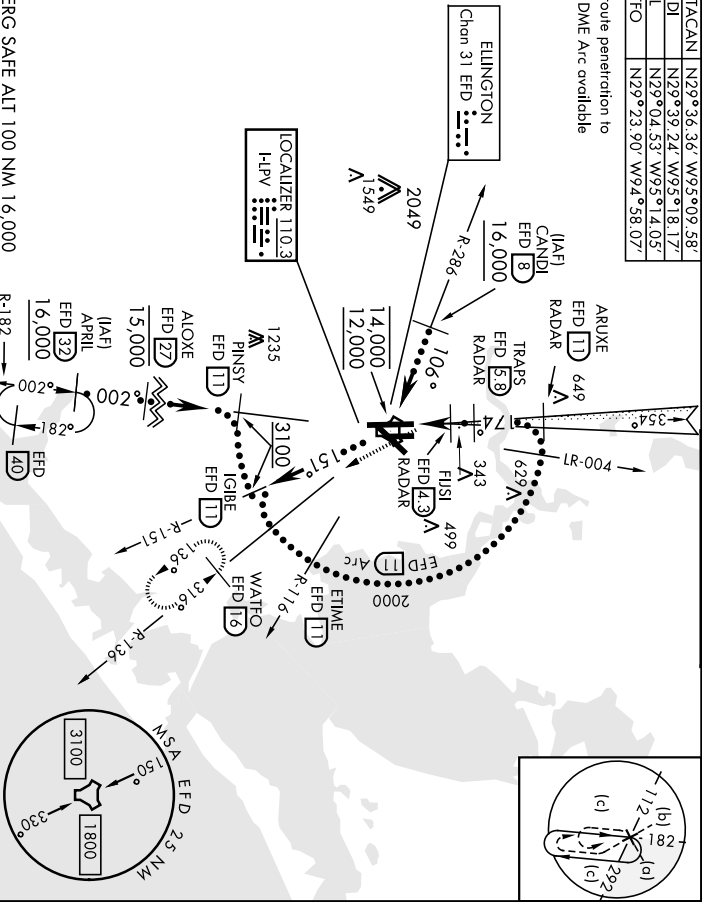 TACAN N29°36.36' W95°09.58'
DI N29°39.24' W95°18.17'
L N29°04.53' W95°14.05'
FO N29°23.90' W94°58.07'
oute penetration to
DME Arc available
ELLINGTON
Chan 31 EFD
LOCALIZER 110.3
I-LPV
2049
1549
R-286
(IAF)
CANDI
EFD 8
16,000
106°
14,000
12,000
ARUXE
EFD 11
RADAR
649
TRAPS
EFD 5.8
RADAR
174°
354°
LR-004
629
343
FIJSI
EFD 4.3
RADAR
499
EFD 11 Arc
2000
1235
PINSY
EFD 11
3100
151°
IGIBE
EFD 11
R-151
ALOXE
EFD 27
15,000
(IAF)
APRIL
EFD 32
16,000
002°
R-182
002°
182°
EFD
40
136°
316°
WATFO
EFD 16
R-136
ETIME
EFD 11
R-116
ERG SAFE ALT 100 NM 16,000
MSA EFD 25 NM
3100
150°
330°
1800
112
(b)
182
(a)
(c)
292
(c)